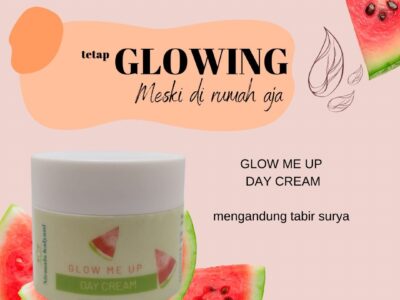 tetap GLOWING
Meski di rumah aja
GLOW ME UP
DAY CREAM
mengandung tabir surya
GLOW ME UP
DAY CREAM